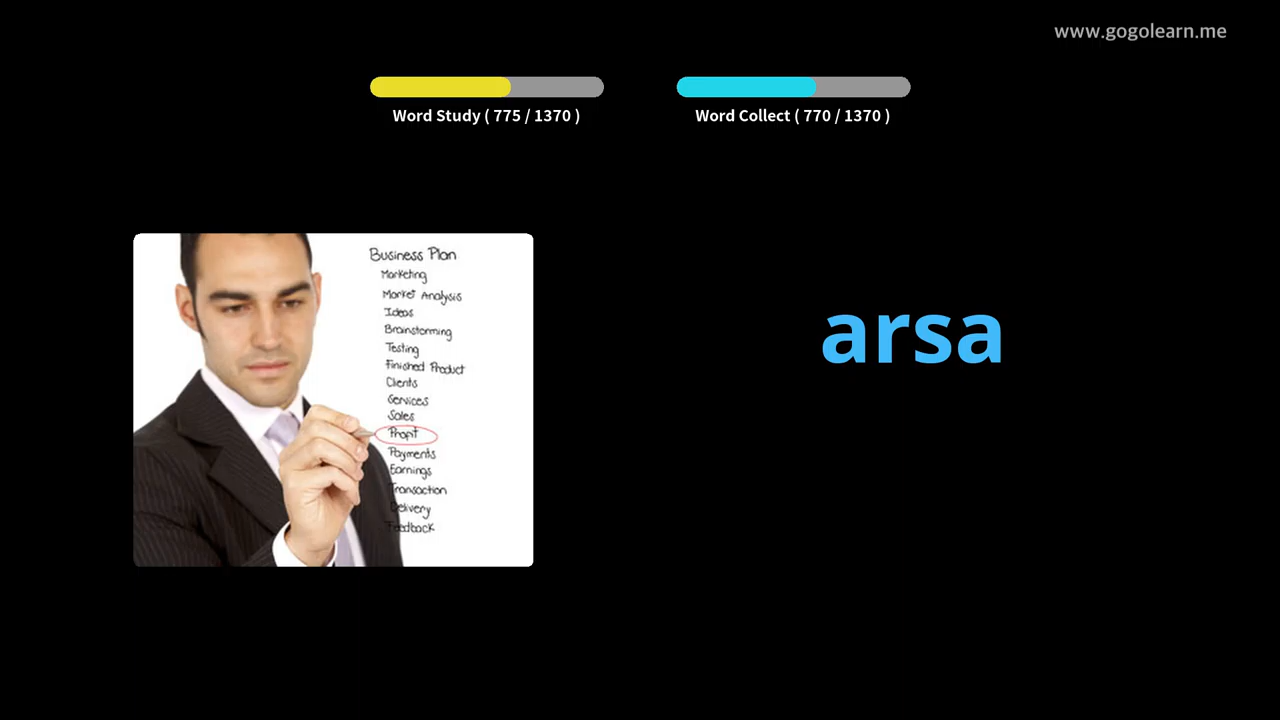 www.gogolearn.me
Word Study ( 775 / 1370 )
Word Collect ( 770 / 1370 )
Business Plan
Marketing
Market Analysis
Ideas
Brainstorming
Testing
Finished Product
Clients
Services
Sales
Profit
Payments
Earnings
Transaction
Delivery
Feedback
arsa